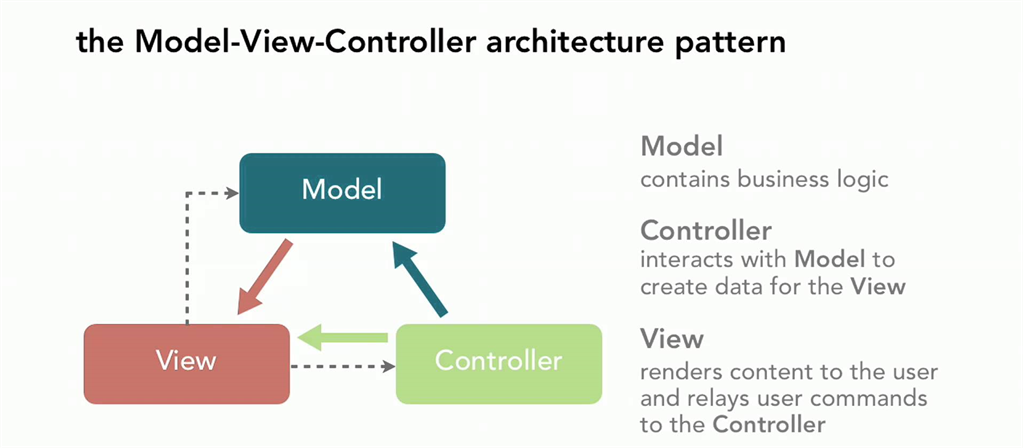 the Model-View-Controller architecture pattern
Model
View
Controller
Model
contains business logic
Controller
interacts with Model to
create data for the View
View
renders content to the user
and relays user commands
to the Controller